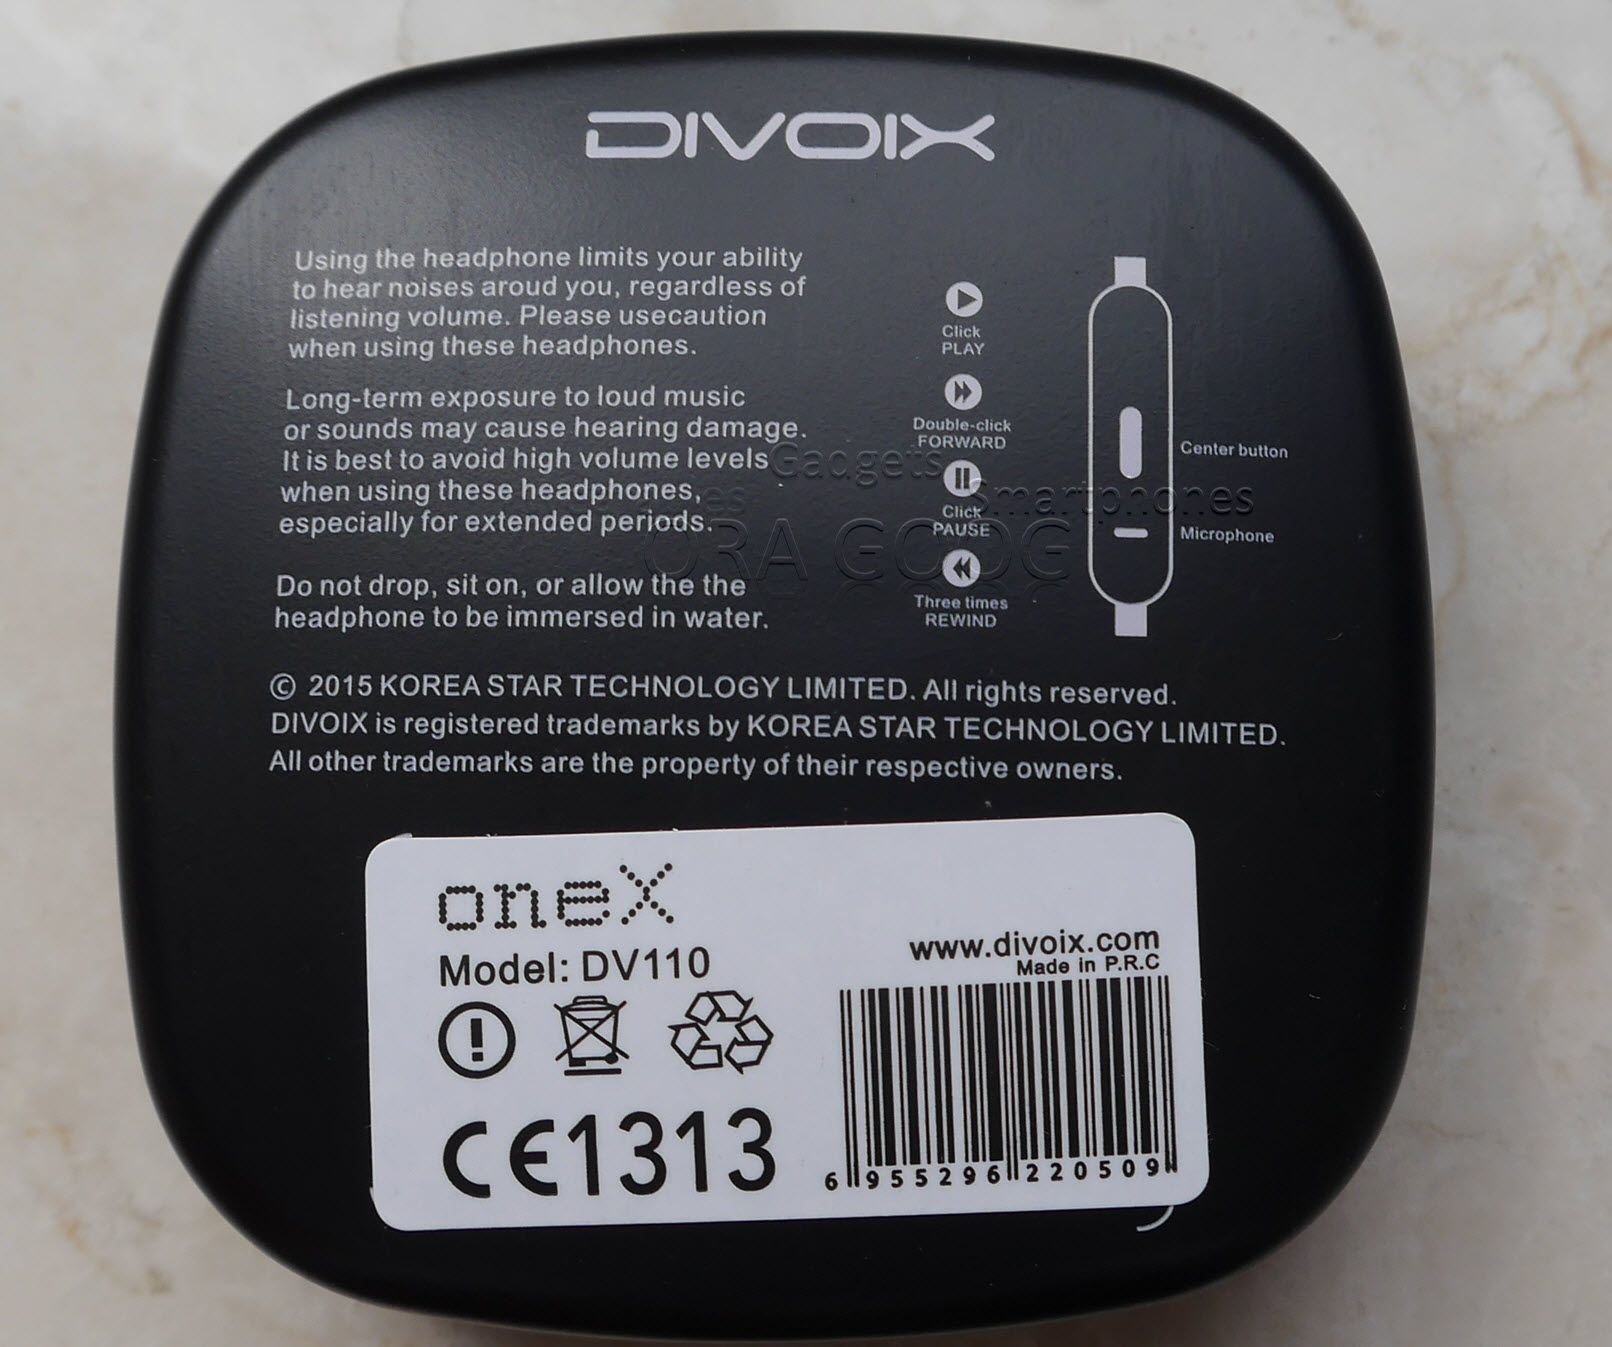 DIVOIX
Using the headphone limits your ability
to hear noises aroud you, regardless of
listening volume. Please usecaution
when using these headphones.
Long-term exposure to loud music
or sounds may cause hearing damage.
It is best to avoid high volume levels
when using these headphones,
especially for extended periods.
Do not drop, sit on, or allow the the
headphone to be immersed in water.
Click
PLAY
Double-click
FORWARD
Click
PAUSE
Three times
REWIND
Center button
Microphone
Gadgets
Smartphones
© 2015 KOREA STAR TECHNOLOGY LIMITED. All rights reserved.
DIVOIX is registered trademarks by KOREA STAR TECHNOLOGY LIMITED.
All other trademarks are the property of their respective owners.
oneX
Model: DV110
www.divoix.com
Made in P.R.C
CE1313
6 955296 220509